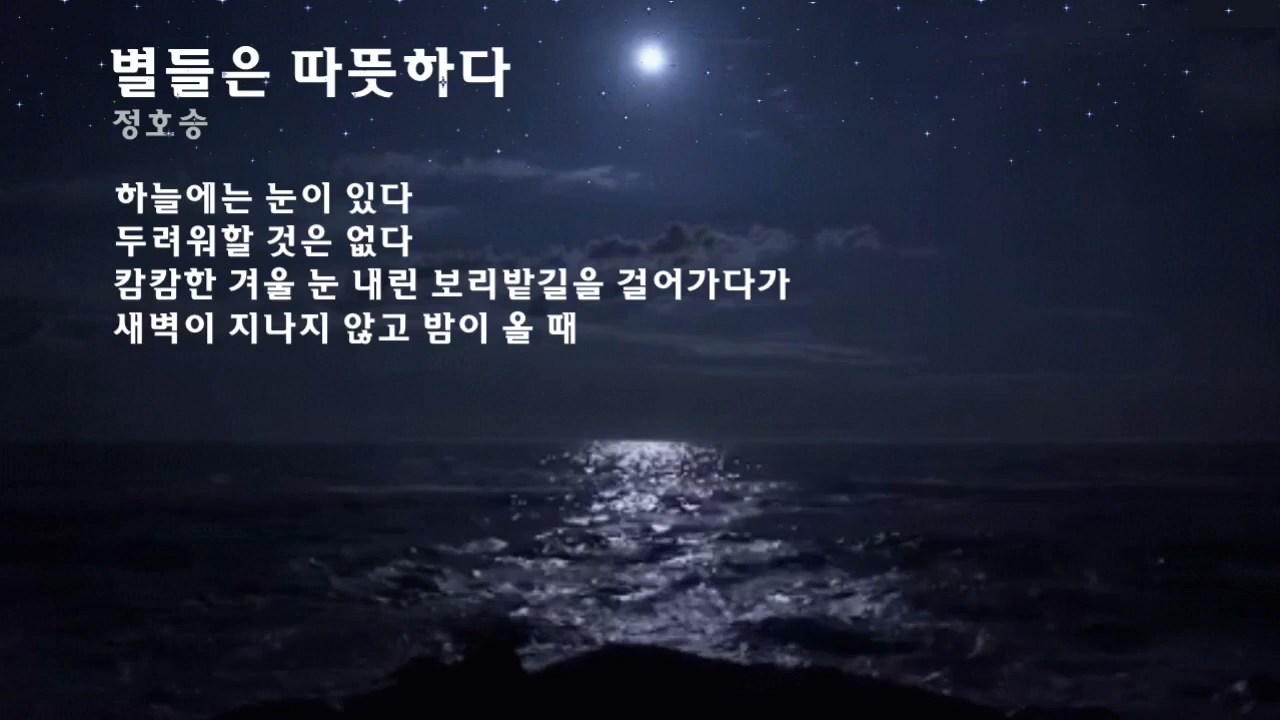 별들은 따뜻하다
정호승
하늘에는 눈이 있다
두려워할 것은 없다
캄캄한 겨울 눈 내린 보리밭길을 걸어가다가
새벽이 지나지 않고 밤이 올 때